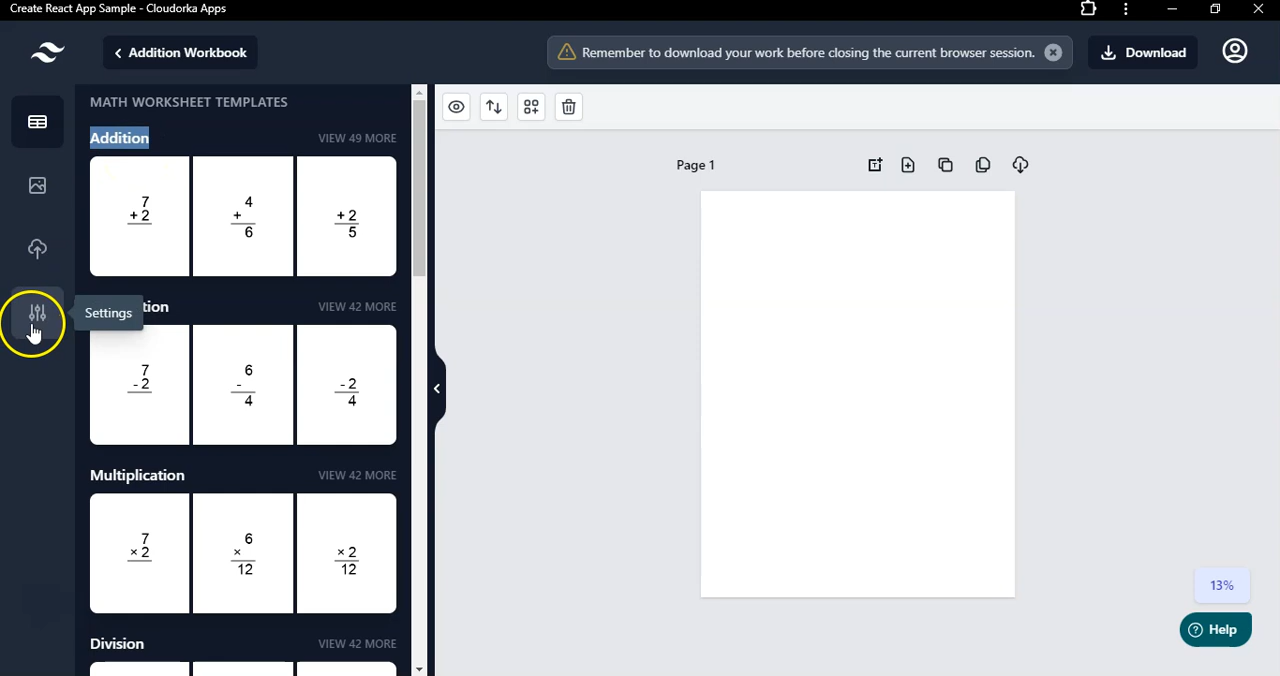 Create React App Sample - Cloudorka Apps
Addition Workbook
Remember to download your work before closing the current browser session.
Download
MATH WORKSHEET TEMPLATES
Addition
VIEW 49 MORE
7
+ 2
4
+
6
+ 2
5
Settings
tion
VIEW 42 MORE
7
- 2
6
-
4
- 2
4
Multiplication
VIEW 42 MORE
7
× 2
6
×
12
× 2
12
Division
VIEW 42 MORE
Page 1
13%
Help